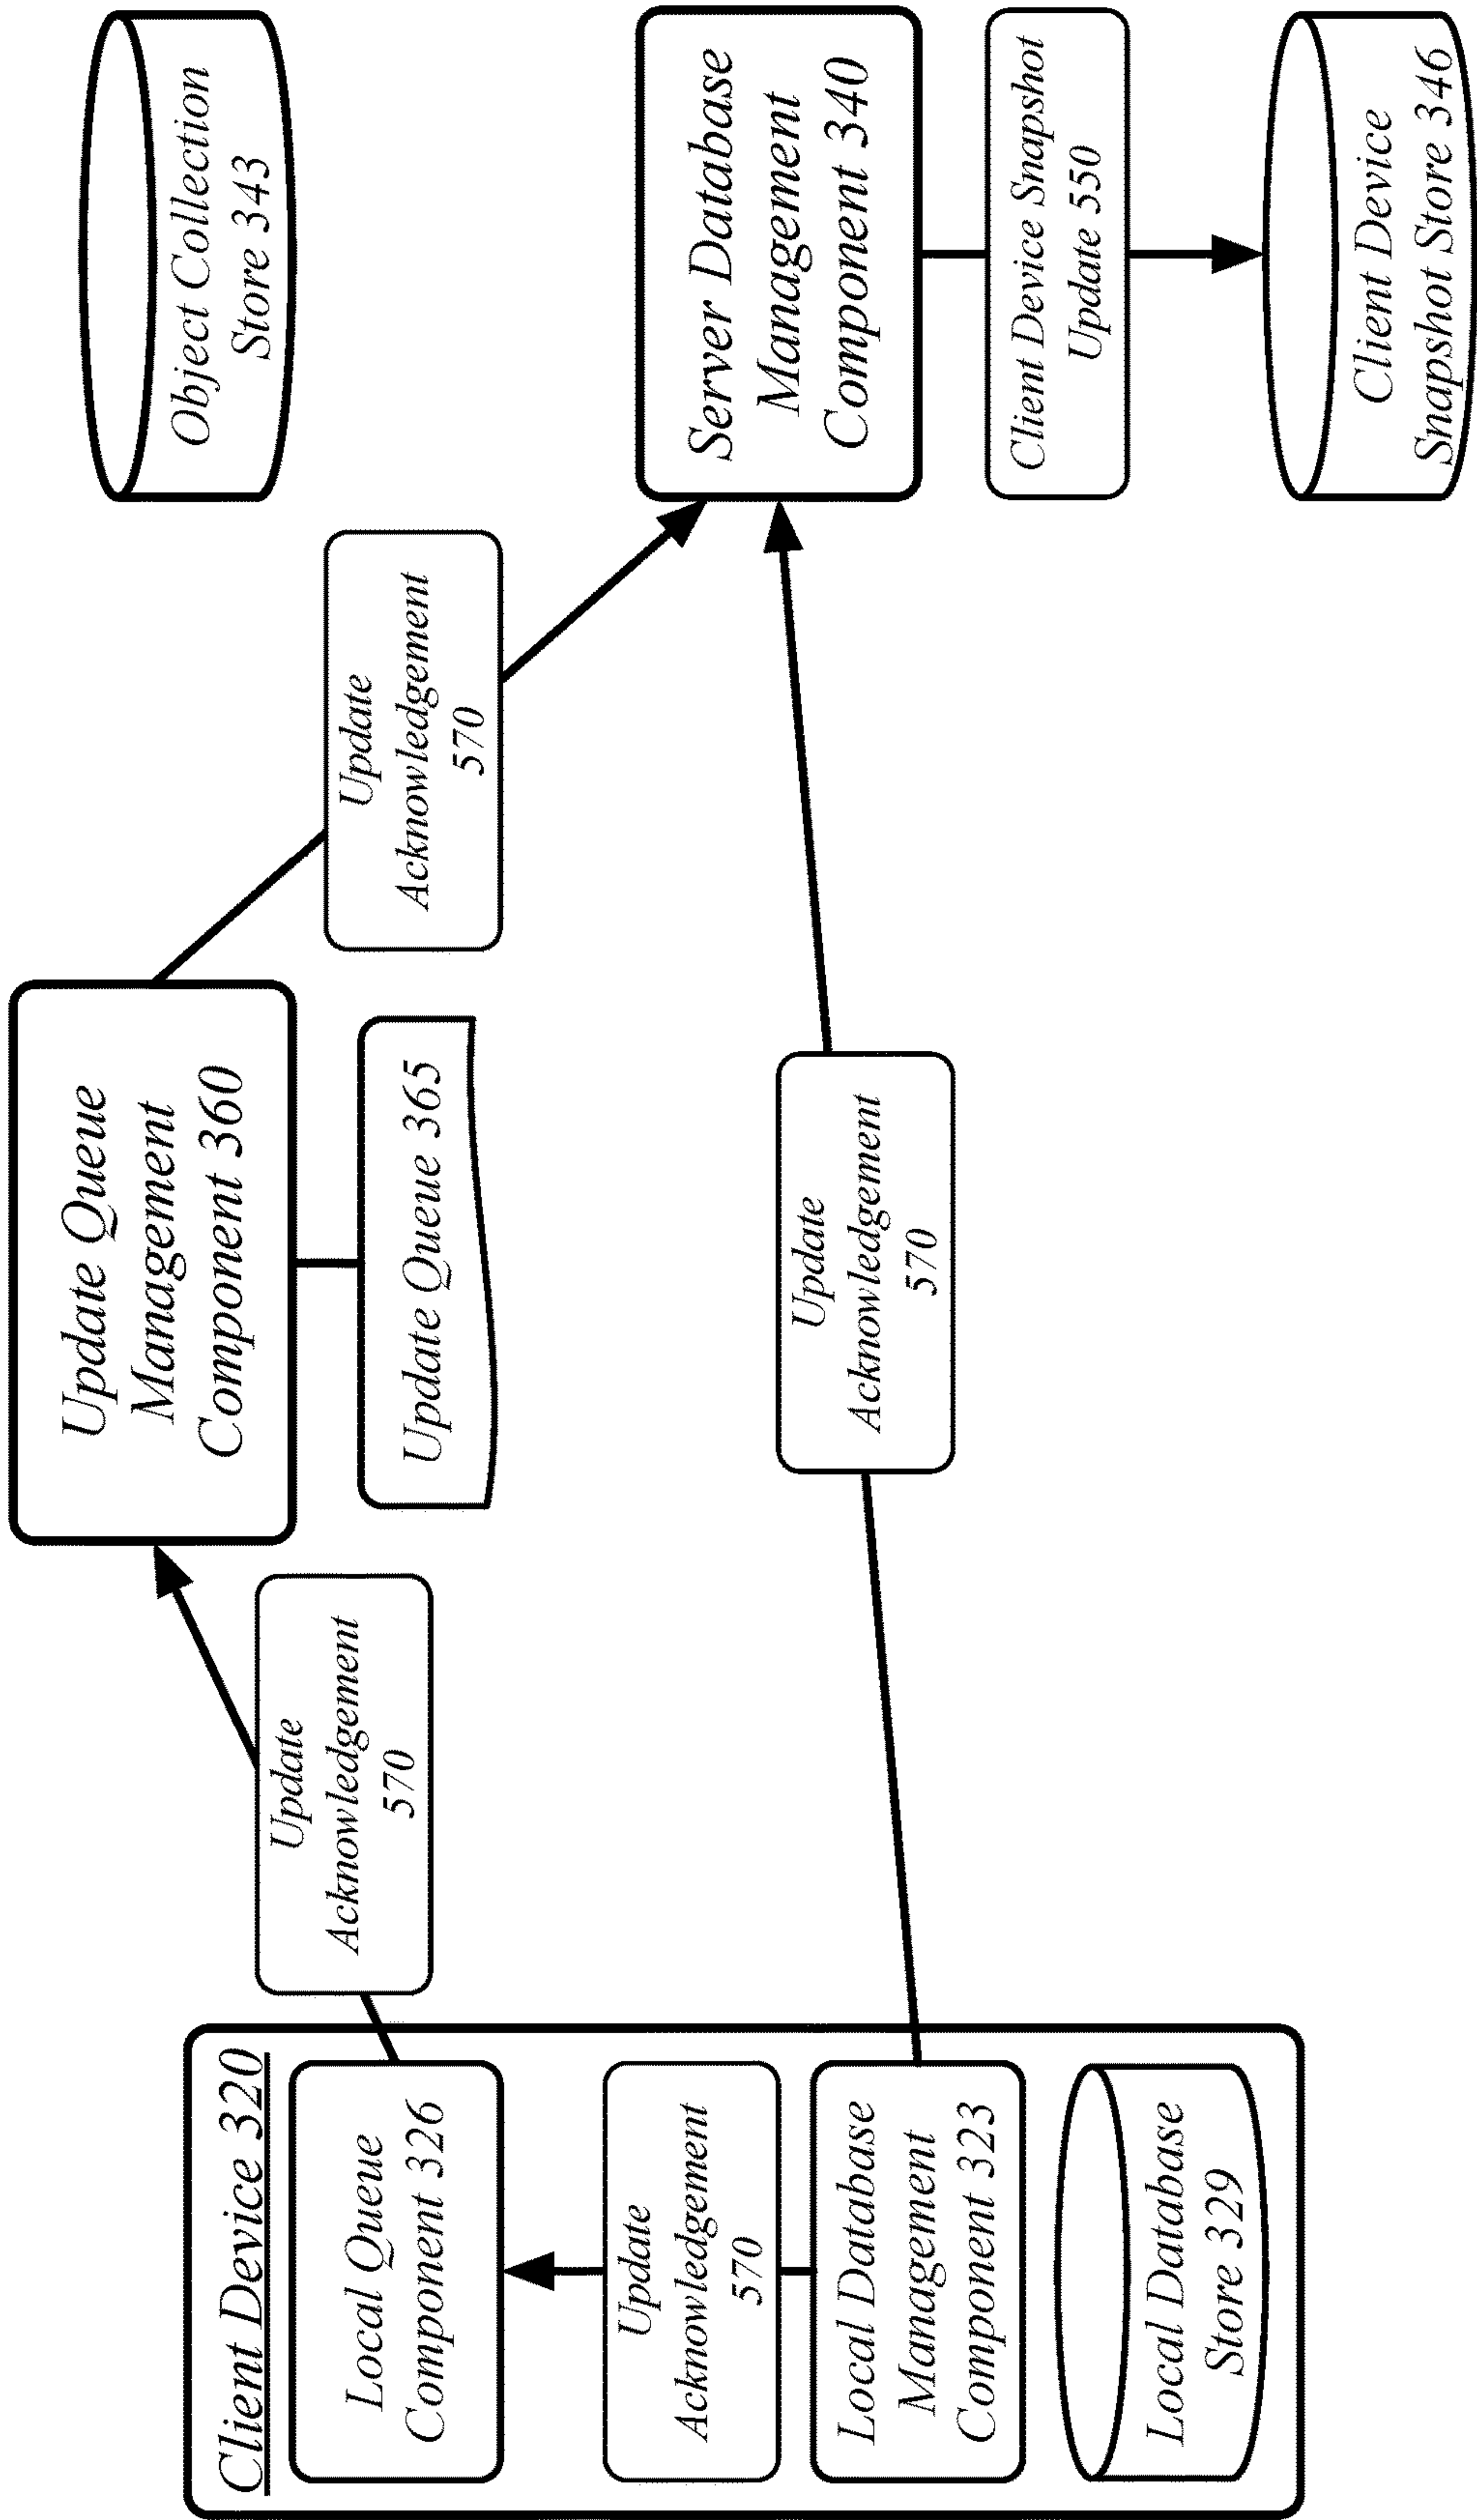 Client Device 320
Local Queue
Component 326
Update
Acknowledgement
570
Local Database
Management
Component 323
Local Database
Store 329
Update
Acknowledgement
570
Update Queue
Management
Component 360
Update Queue 365
Update
Acknowledgement
570
Update
Acknowledgement
570
Object Collection
Store 343
Server Database
Management
Component 340
Client Device Snapshot
Update 550
Client Device
Snapshot Store 346